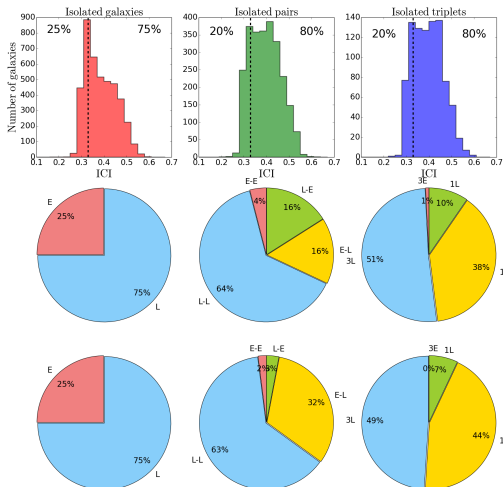 Isolated galaxies
Isolated pairs
Isolated triplets
25% 75%
20% 80%
20% 80%
Number of galaxies
900
800
700
600
500
400
300
200
100
0
0.1 0.2 0.3 0.4 0.5 0.6 0.7
ICI
400
350
300
250
200
150
100
50
0
0.1 0.2 0.3 0.4 0.5 0.6 0.7
ICI
140
120
100
80
60
40
20
0
0.1 0.2 0.3 0.4 0.5 0.6 0.7
ICI
E
25%
75%
L
E-E
4%
L-E
16%
16%
E-L
64%
L-L
3E
1%
1L
10%
38%
1
3L
51%
E
25%
75%
L
E-E
2%
L-E
3%
32%
E-L
63%
L-L
3E
0%
1L
7%
44%
1
3L
49%